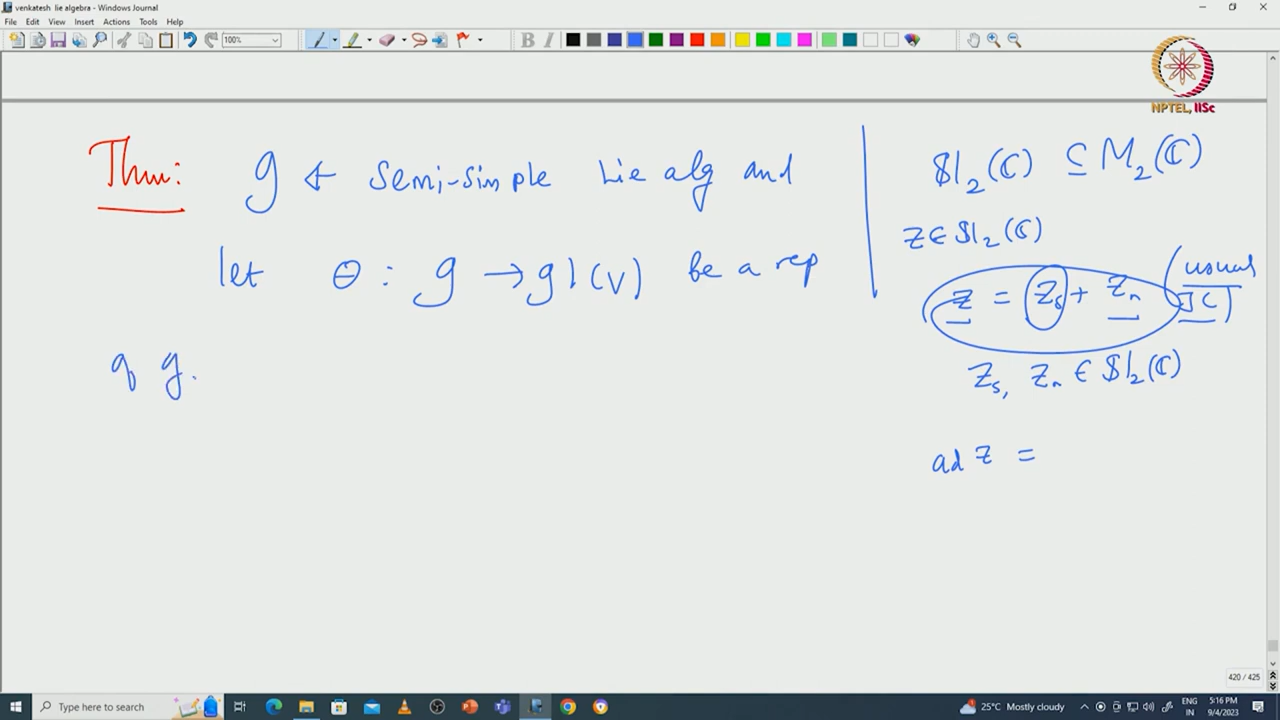 venkatesh lie algebra - Windows Journal
File Edit View Insert Actions Tools Help
100%
NPTEL, IISc
Thm: g ← semi-simple Lie alg and
let θ : g → gl(V) be a rep
of g.
sl₂(ℂ) ⊆ M₂(ℂ)
z ∈ sl₂(ℂ)
z = zₛ + zₙ (usual JC)
zₛ, zₙ ∈ sl₂(ℂ)
ad z =
420 / 425
Type here to search
25°C Mostly cloudy
ENG IN
5:16 PM
9/4/2023